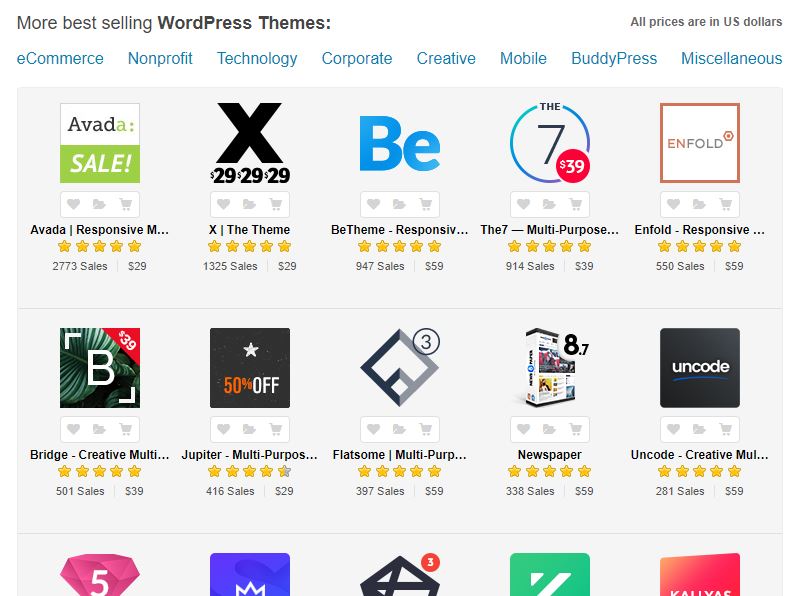 More best selling WordPress Themes:
All prices are in US dollars
eCommerce Nonprofit Technology Corporate Creative Mobile BuddyPress Miscellaneous
Avada:
SALE!
X
$29 $29 $29
Be
THE
7
$39
ENFOLD
Avada | Responsive M...
X | The Theme
BeTheme - Responsiv...
The7 — Multi-Purpose...
Enfold - Responsive ...
2773 Sales $29
1325 Sales $29
947 Sales $59
914 Sales $39
550 Sales $59
$39
B
50% OFF
3
8.7
uncode
Bridge - Creative Multi...
Jupiter - Multi-Purpos...
Flatsome | Multi-Purp...
Newspaper
Uncode - Creative Mul...
501 Sales $39
416 Sales $29
397 Sales $59
338 Sales $59
281 Sales $59
5
3
KALLYAS